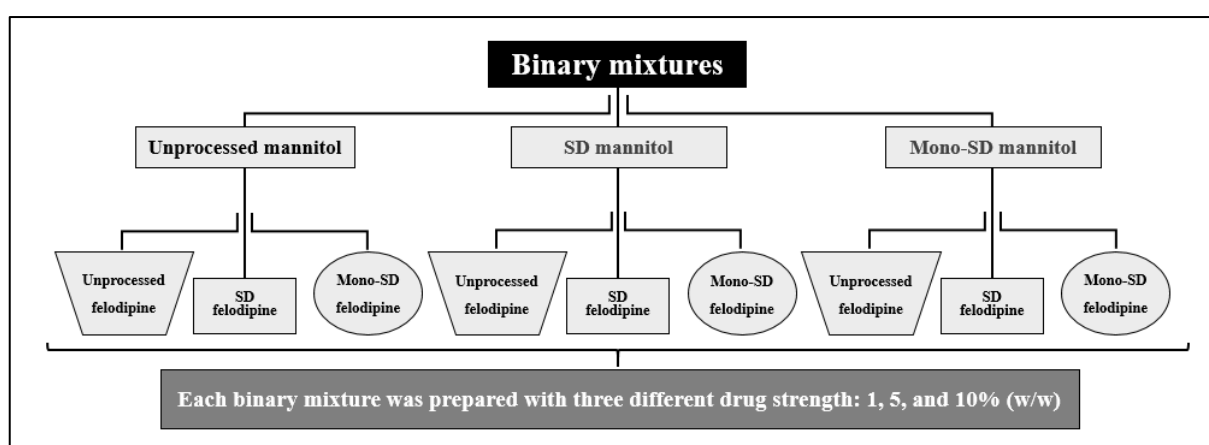 Binary mixtures
Unprocessed mannitol
SD mannitol
Mono-SD mannitol
Unprocessed
felodipine
SD
felodipine
Mono-SD
felodipine
Unprocessed
felodipine
SD
felodipine
Mono-SD
felodipine
Unprocessed
felodipine
SD
felodipine
Mono-SD
felodipine
Each binary mixture was prepared with three different drug strength: 1, 5, and 10% (w/w)